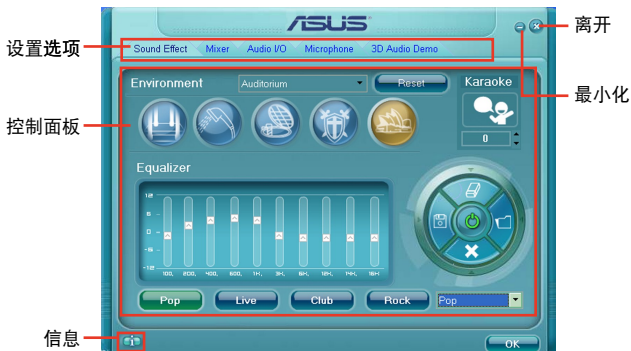 /ISUS
离开
设置选项
Sound Effect Mixer Audio I/O Microphone 3D Audio Demo
最小化
Environment Auditorium Reset Karaoke
控制面板
0
Equalizer
12
6
0
-6
-12
100, 200, 400, 600, 1K, 3K, 6K, 12K, 14K, 16K
Pop Live Club Rock Pop
信息
i
OK